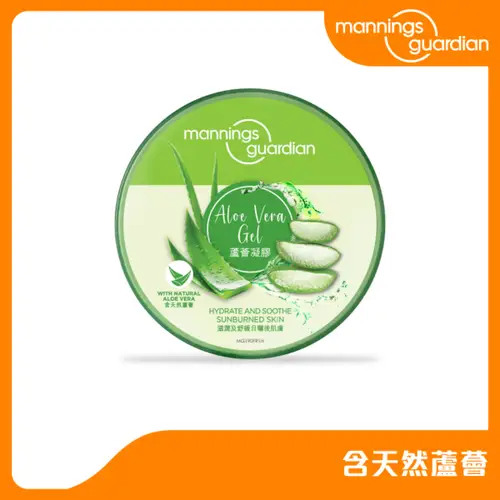 mannings
guardian
mannings
guardian
Aloe Vera
Gel
蘆薈凝膠
WITH NATURAL
ALOE VERA
含天然蘆薈
HYDRATE AND SOOTHE
SUNBURNED SKIN
滋潤及舒緩日曬後肌膚
含天然蘆薈